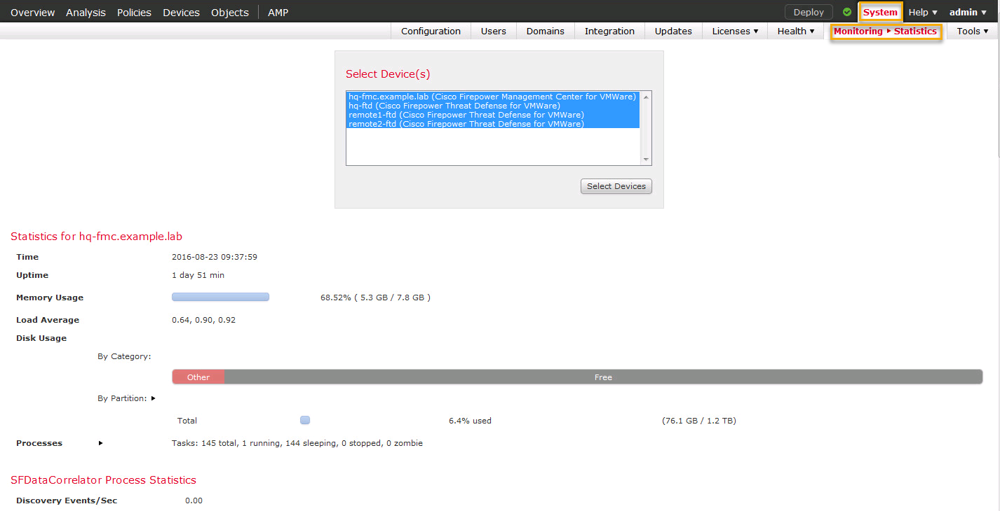 Overview Analysis Policies Devices Objects AMP Deploy System Help ▼ admin ▼
Configuration Users Domains Integration Updates Licenses ▼ Health ▼ Monitoring ▸ Statistics Tools ▼
Select Device(s)
hq-fmc.example.lab (Cisco Firepower Management Center for VMWare)
hq-ftd (Cisco Firepower Threat Defense for VMWare)
remote1-ftd (Cisco Firepower Threat Defense for VMWare)
remote2-ftd (Cisco Firepower Threat Defense for VMWare)
Select Devices
Statistics for hq-fmc.example.lab
Time 2016-08-23 09:37:59
Uptime 1 day 51 min
Memory Usage 68.52% ( 5.3 GB / 7.8 GB )
Load Average 0.64, 0.90, 0.92
Disk Usage
By Category:
Other Free
By Partition: ▸
Total 6.4% used (76.1 GB / 1.2 TB)
Processes ▸ Tasks: 145 total, 1 running, 144 sleeping, 0 stopped, 0 zombie
SFDataCorrelator Process Statistics
Discovery Events/Sec 0.00